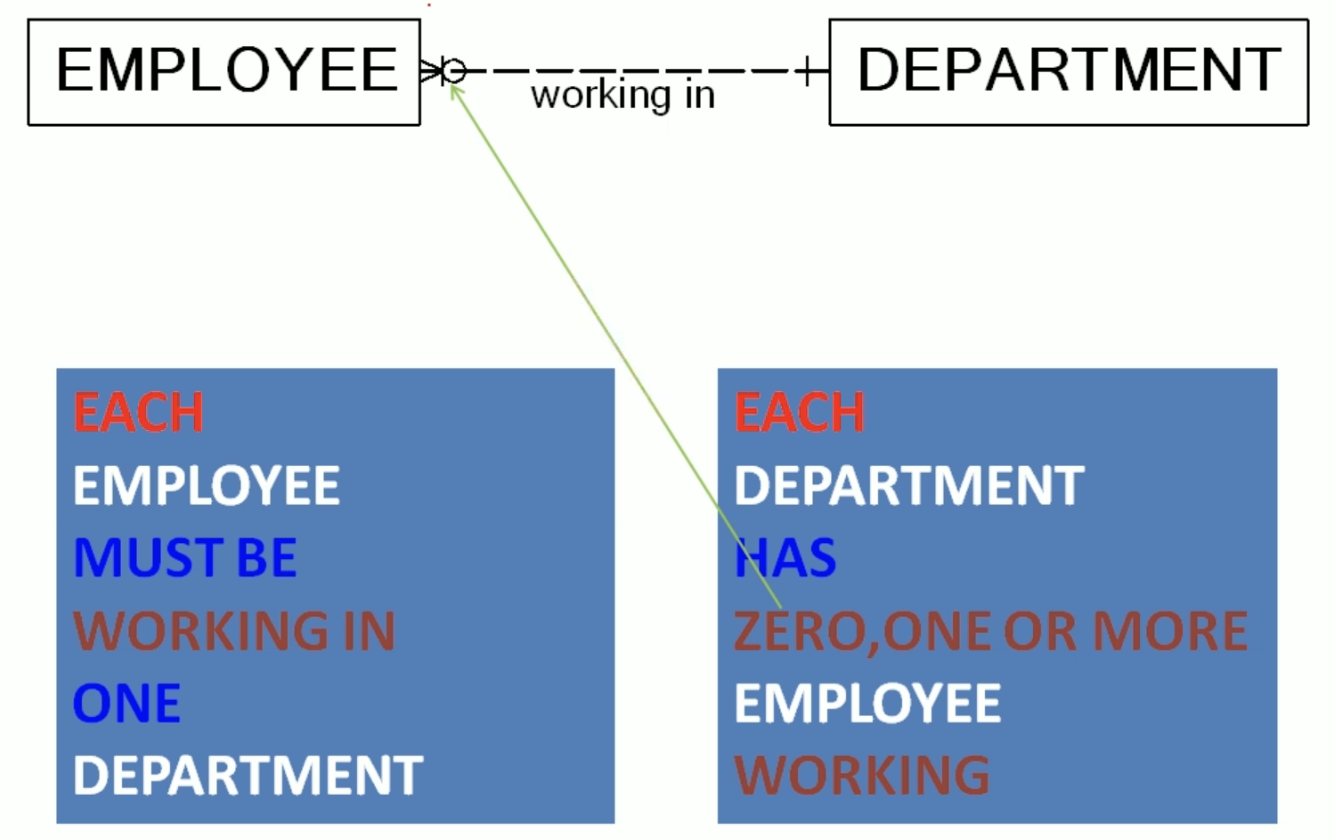 EMPLOYEE
working in
DEPARTMENT
EACH
EMPLOYEE
MUST BE
WORKING IN
ONE
DEPARTMENT
EACH
DEPARTMENT
HAS
ZERO,ONE OR MORE
EMPLOYEE
WORKING